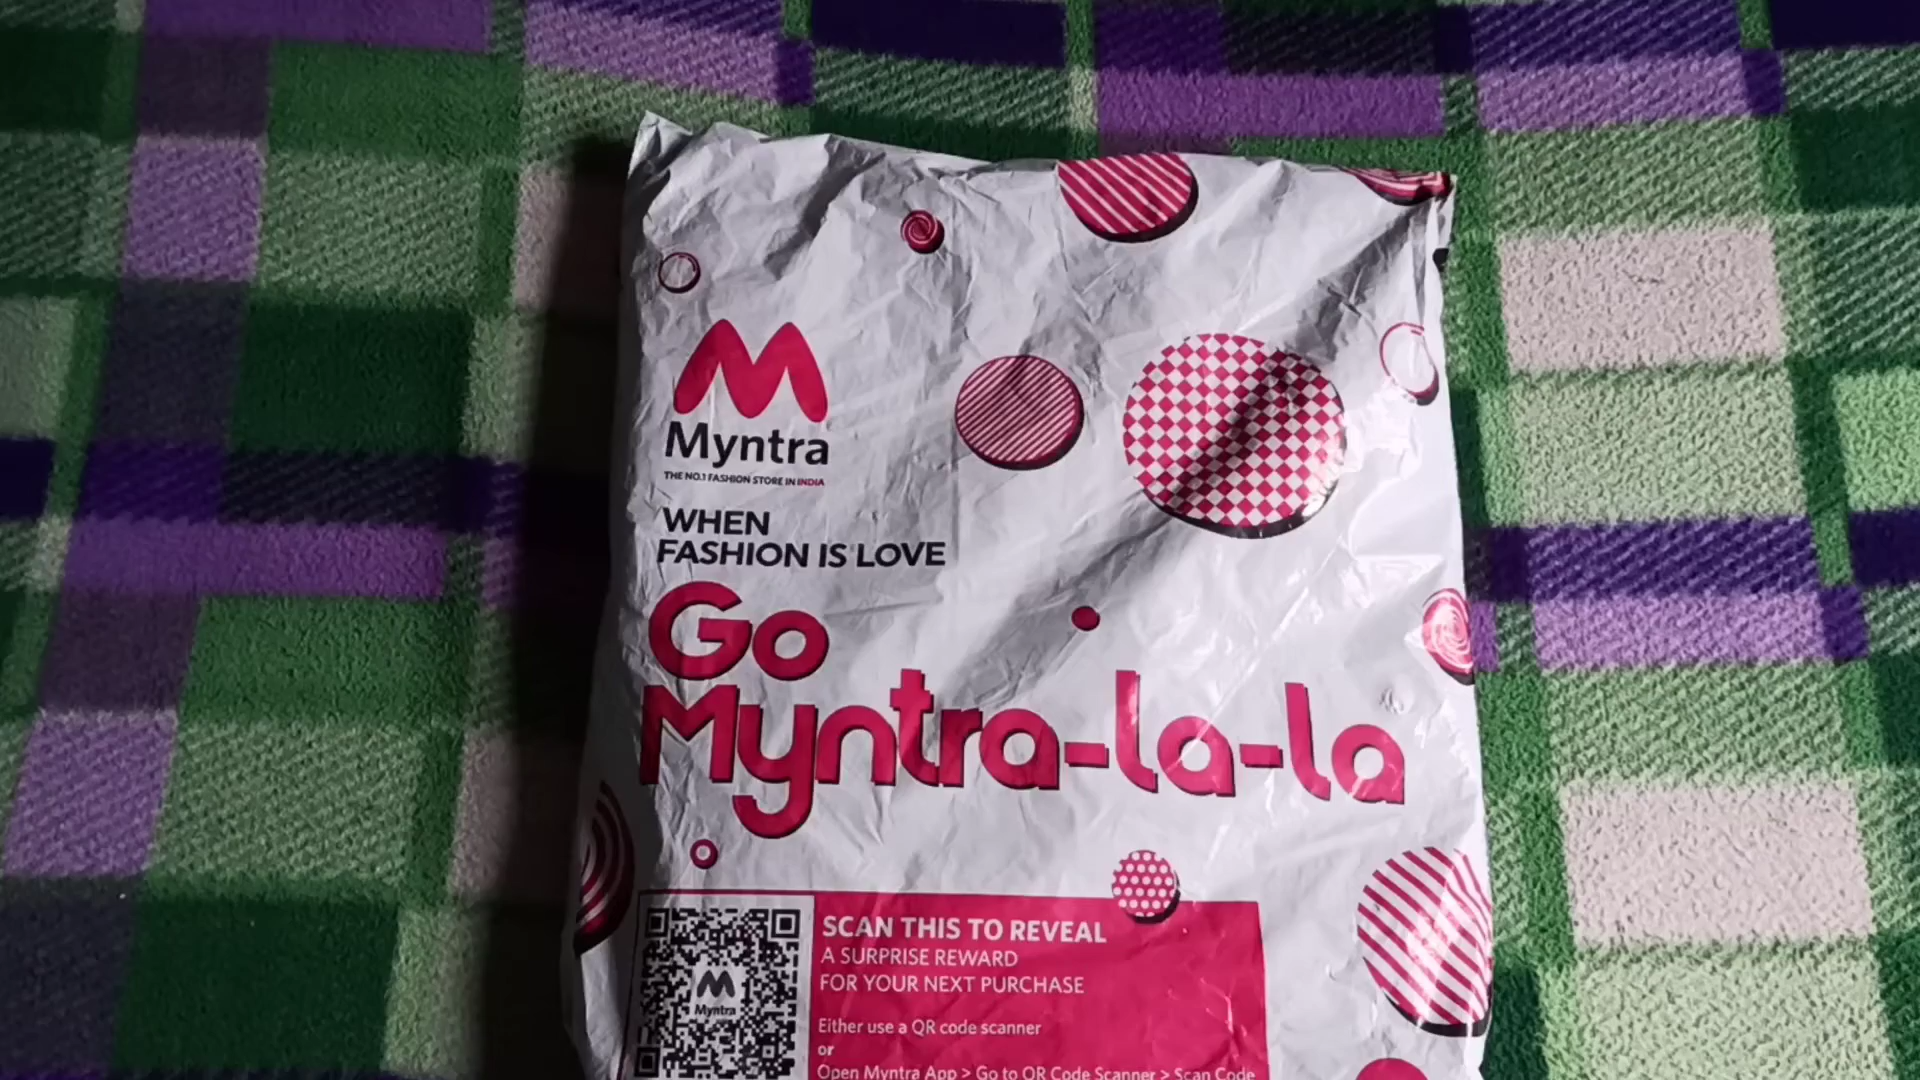 Myntra
THE NO.1 FASHION STORE IN INDIA
WHEN
FASHION IS LOVE
Go
Myntra-la-la
Myntra
SCAN THIS TO REVEAL
A SURPRISE REWARD
FOR YOUR NEXT PURCHASE
Either use a QR code scanner
or
Open Myntra App > Go to QR Code Scanner > Scan Code